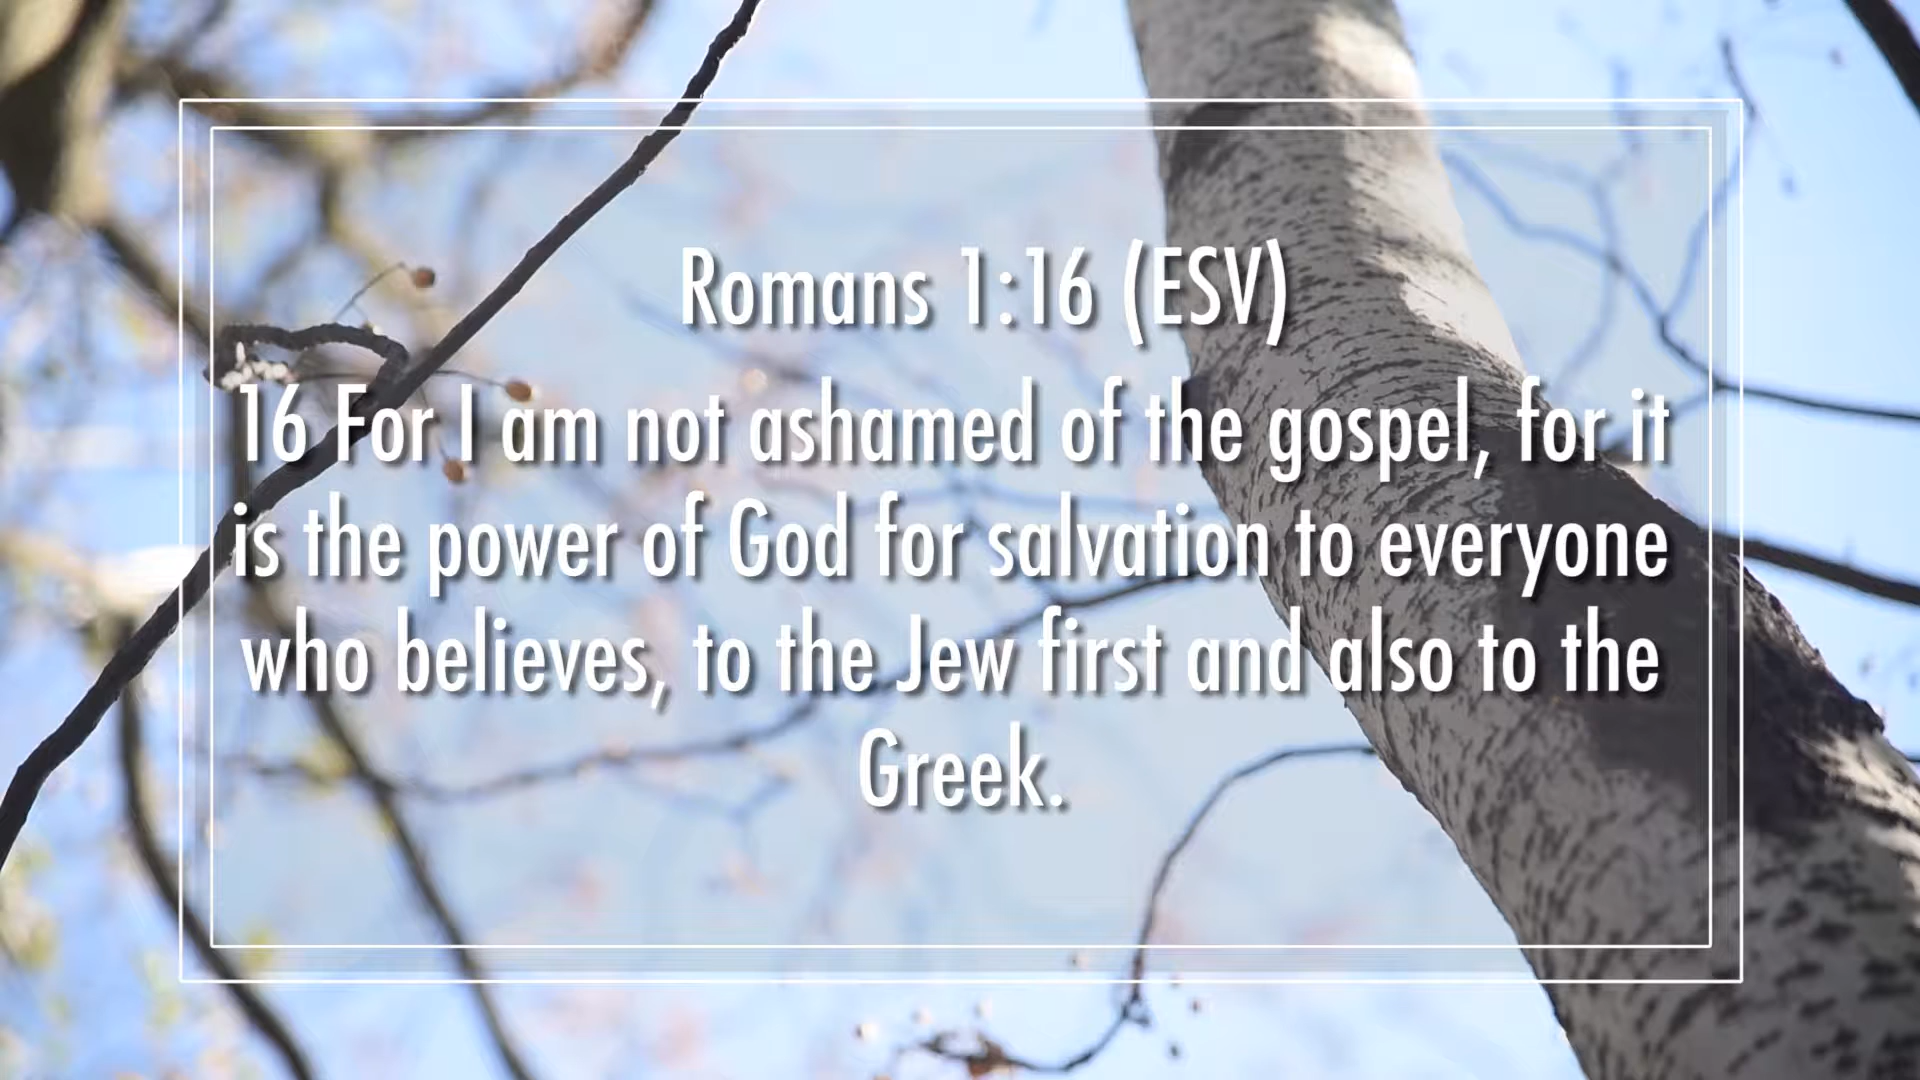 Romans 1:16 (ESV)
16 For I am not ashamed of the gospel, for it
is the power of God for salvation to everyone
who believes, to the Jew first and also to the
Greek.